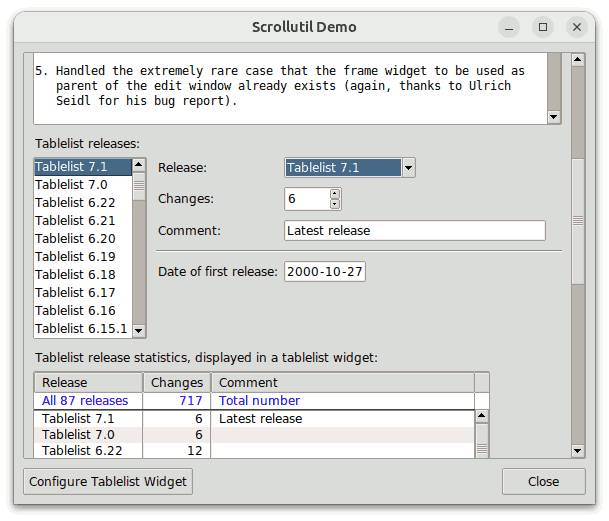 Scrollutil Demo
5. Handled the extremely rare case that the frame widget to be used as
parent of the edit window already exists (again, thanks to Ulrich
Seidl for his bug report).
Tablelist releases:
Tablelist 7.1
Tablelist 7.0
Tablelist 6.22
Tablelist 6.21
Tablelist 6.20
Tablelist 6.19
Tablelist 6.18
Tablelist 6.17
Tablelist 6.16
Tablelist 6.15.1
Release: Tablelist 7.1
Changes: 6
Comment: Latest release
Date of first release: 2000-10-27
Tablelist release statistics, displayed in a tablelist widget:
Release Changes Comment
All 87 releases 717 Total number
Tablelist 7.1 6 Latest release
Tablelist 7.0 6
Tablelist 6.22 12
Configure Tablelist Widget Close